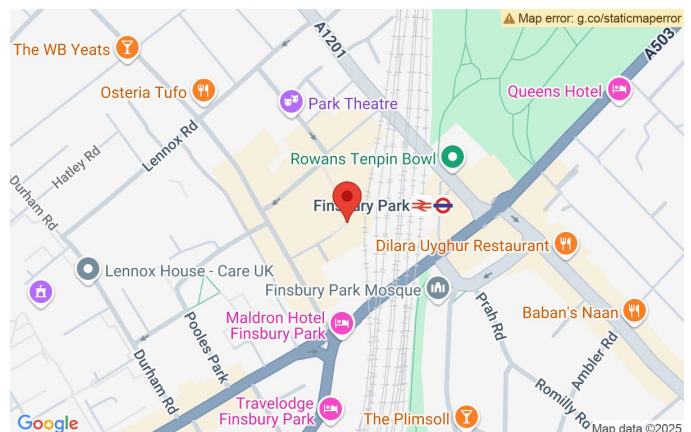 Map error: g.co/staticmaperror
The WB Yeats
A1201
A503
Osteria Tufo
Park Theatre
Queens Hotel
Lennox Rd
Hatley Rd
Rowans Tenpin Bowl
Durham Rd
Finsbury Park
Dilara Uyghur Restaurant
Lennox House - Care UK
Finsbury Park Mosque
Maldron Hotel
Finsbury Park
Prah Rd
Baban's Naan
Pooles Park
Ambler Rd
Durham Rd
Romilly Rd
Travelodge
Finsbury Park
The Plimsoll
Google
Map data ©2025